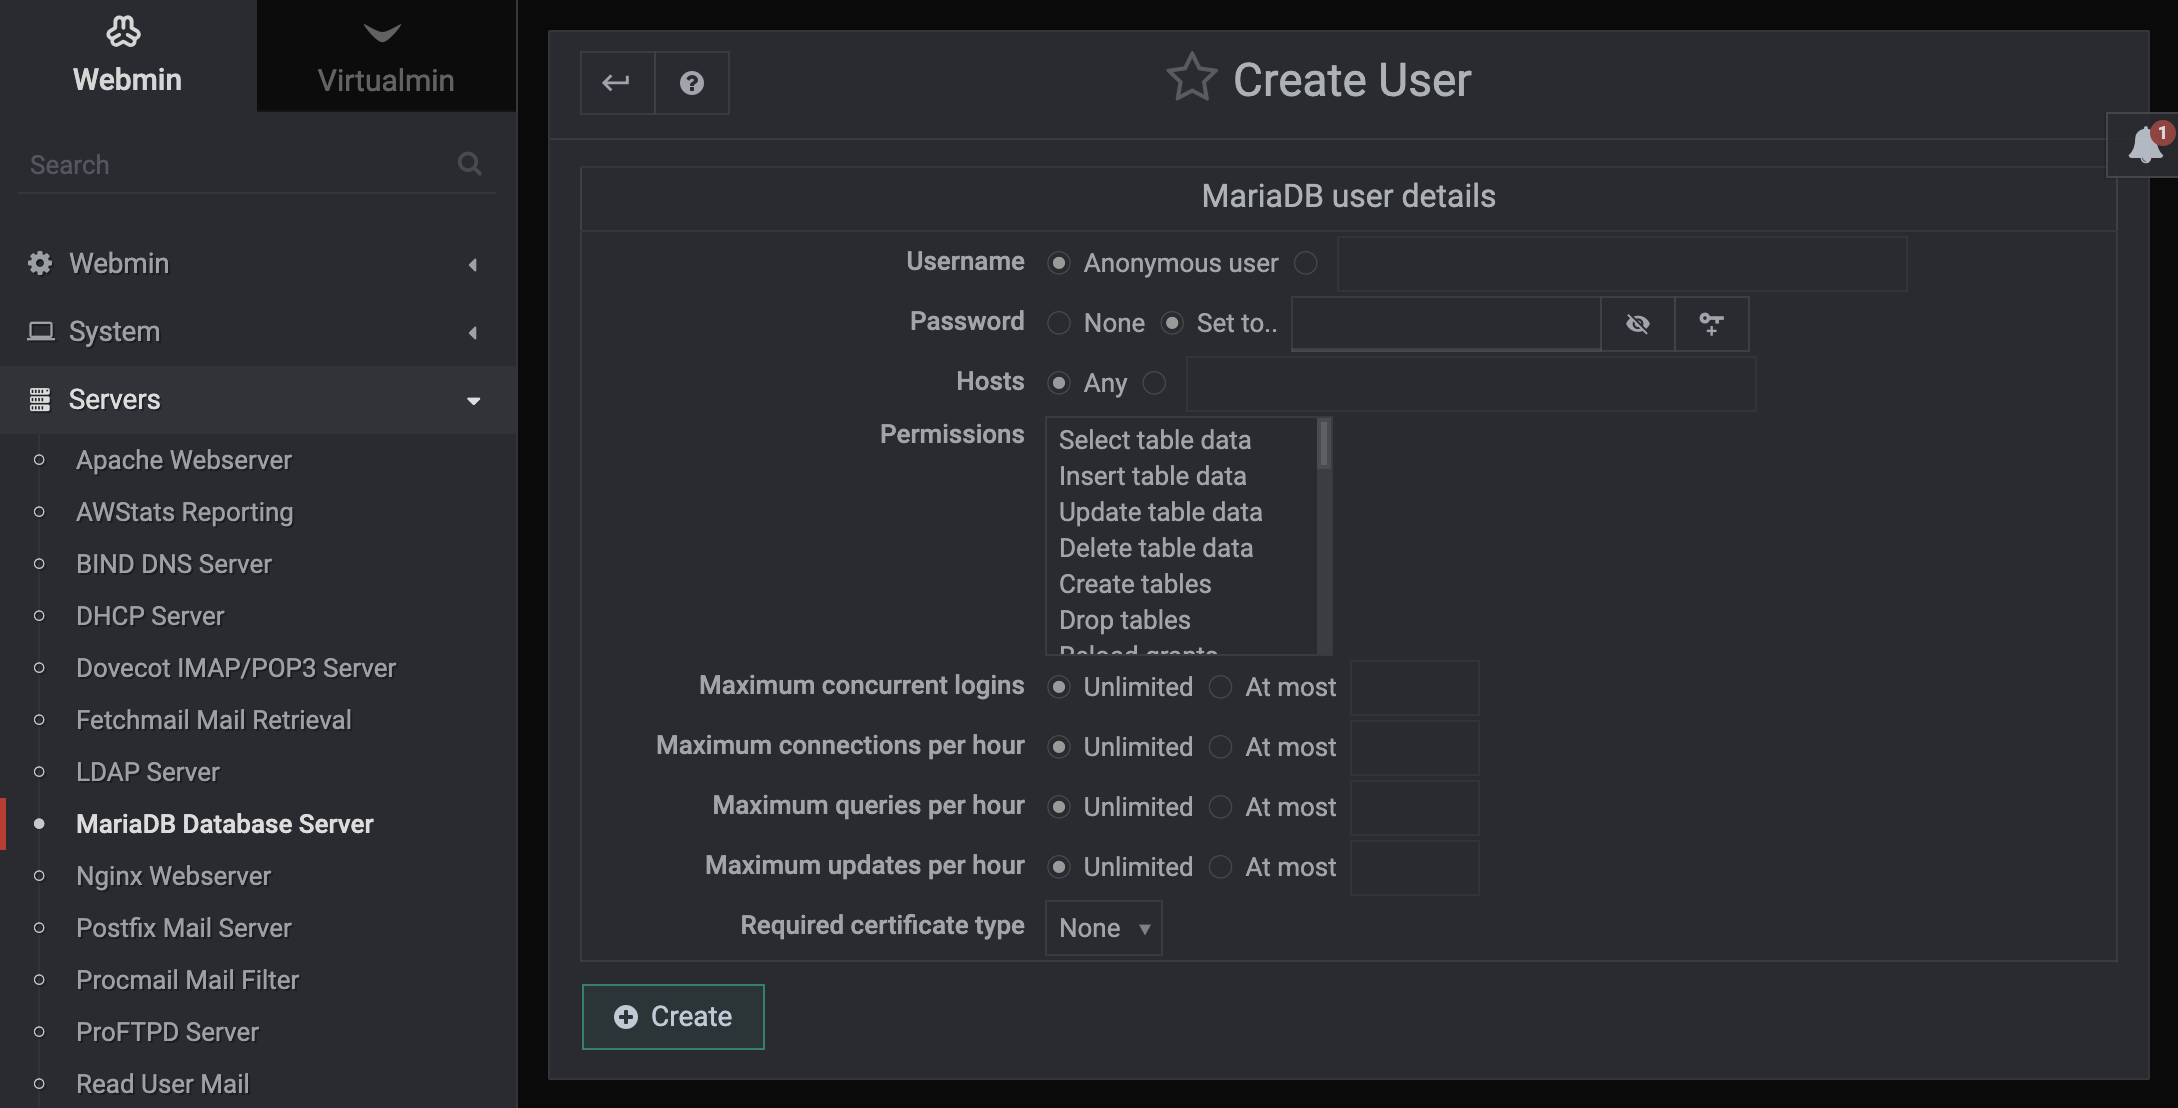 Webmin
Virtualmin
Search
Webmin
System
Servers
Apache Webserver
AWStats Reporting
BIND DNS Server
DHCP Server
Dovecot IMAP/POP3 Server
Fetchmail Mail Retrieval
LDAP Server
MariaDB Database Server
Nginx Webserver
Postfix Mail Server
Procmail Mail Filter
ProFTPD Server
Read User Mail
Create User
1
MariaDB user details
Username Anonymous user
Password None Set to..
Hosts Any
Permissions Select table data
Insert table data
Update table data
Delete table data
Create tables
Drop tables
Reload grants
Maximum concurrent logins Unlimited At most
Maximum connections per hour Unlimited At most
Maximum queries per hour Unlimited At most
Maximum updates per hour Unlimited At most
Required certificate type None
Create